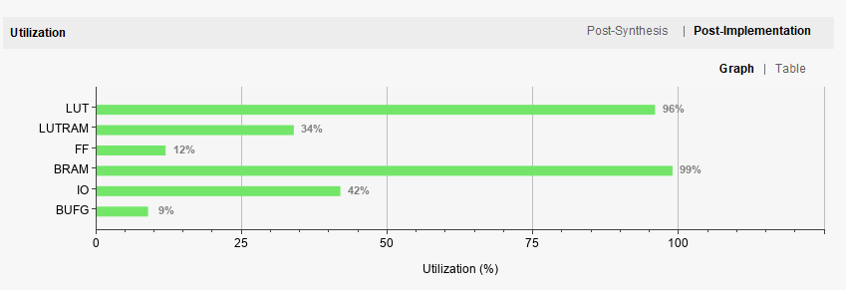 Utilization Post-Synthesis | Post-Implementation
Graph | Table
LUT 96%
LUTRAM 34%
FF 12%
BRAM 99%
IO 42%
BUFG 9%
0 25 50 75 100
Utilization (%)